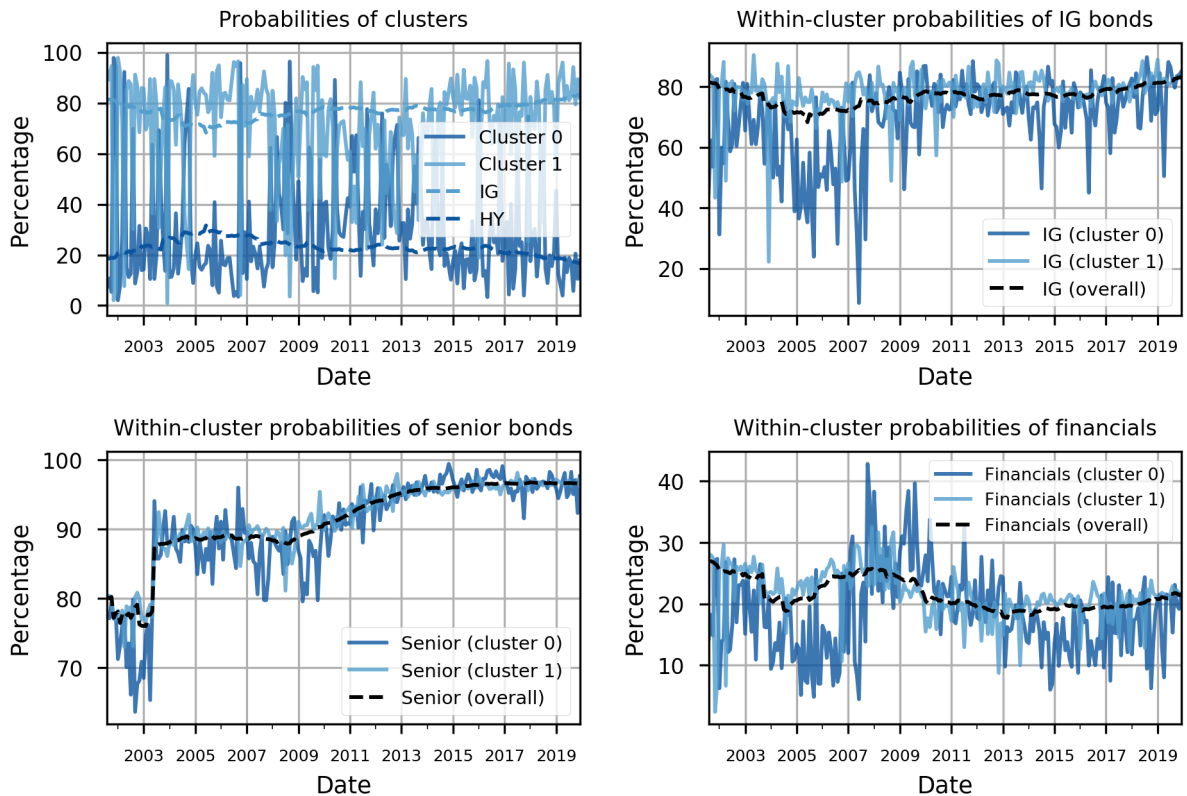 Probabilities of clusters
Percentage
100
80
60
40
20
0
Cluster 0
Cluster 1
IG
HY
2003 2005 2007 2009 2011 2013 2015 2017 2019
Date
Within-cluster probabilities of IG bonds
Percentage
80
60
40
20
IG (cluster 0)
IG (cluster 1)
IG (overall)
2003 2005 2007 2009 2011 2013 2015 2017 2019
Date
Within-cluster probabilities of senior bonds
Percentage
100
90
80
70
Senior (cluster 0)
Senior (cluster 1)
Senior (overall)
2003 2005 2007 2009 2011 2013 2015 2017 2019
Date
Within-cluster probabilities of financials
Percentage
40
30
20
10
Financials (cluster 0)
Financials (cluster 1)
Financials (overall)
2003 2005 2007 2009 2011 2013 2015 2017 2019
Date